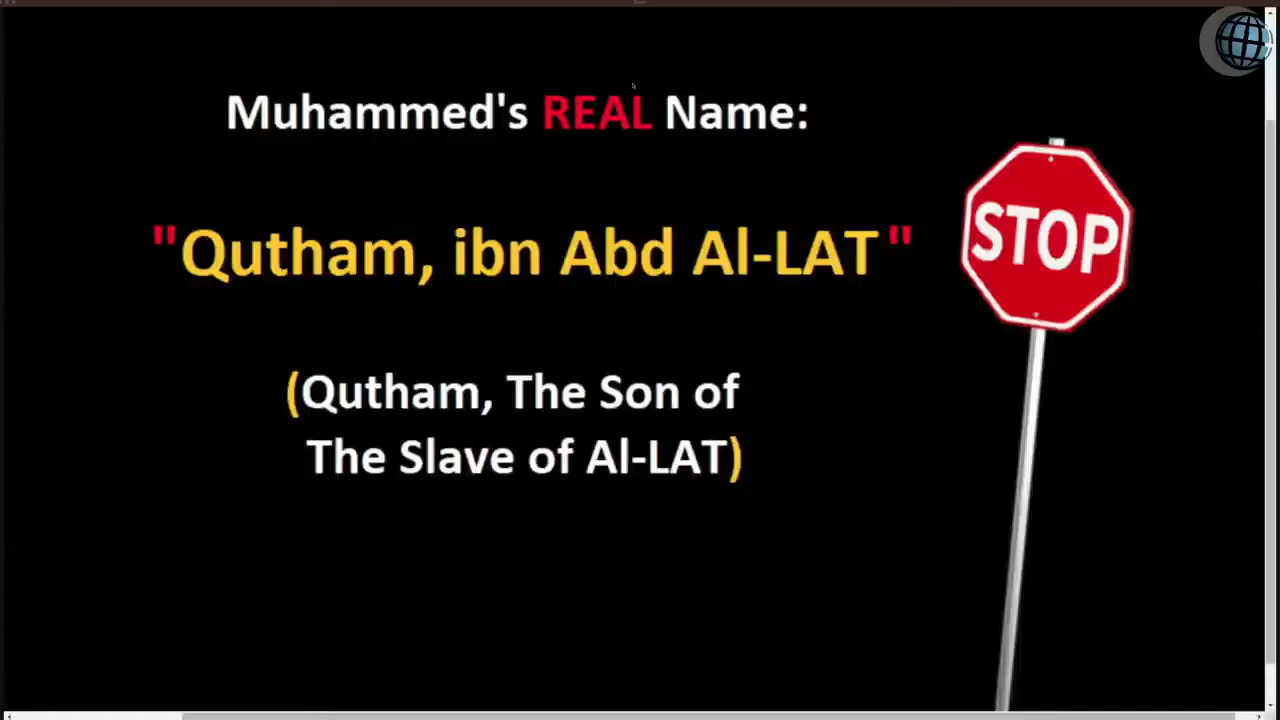 Muhammed's REAL Name:
"Qutham, ibn Abd Al-LAT"
STOP
(Qutham, The Son of
The Slave of Al-LAT)